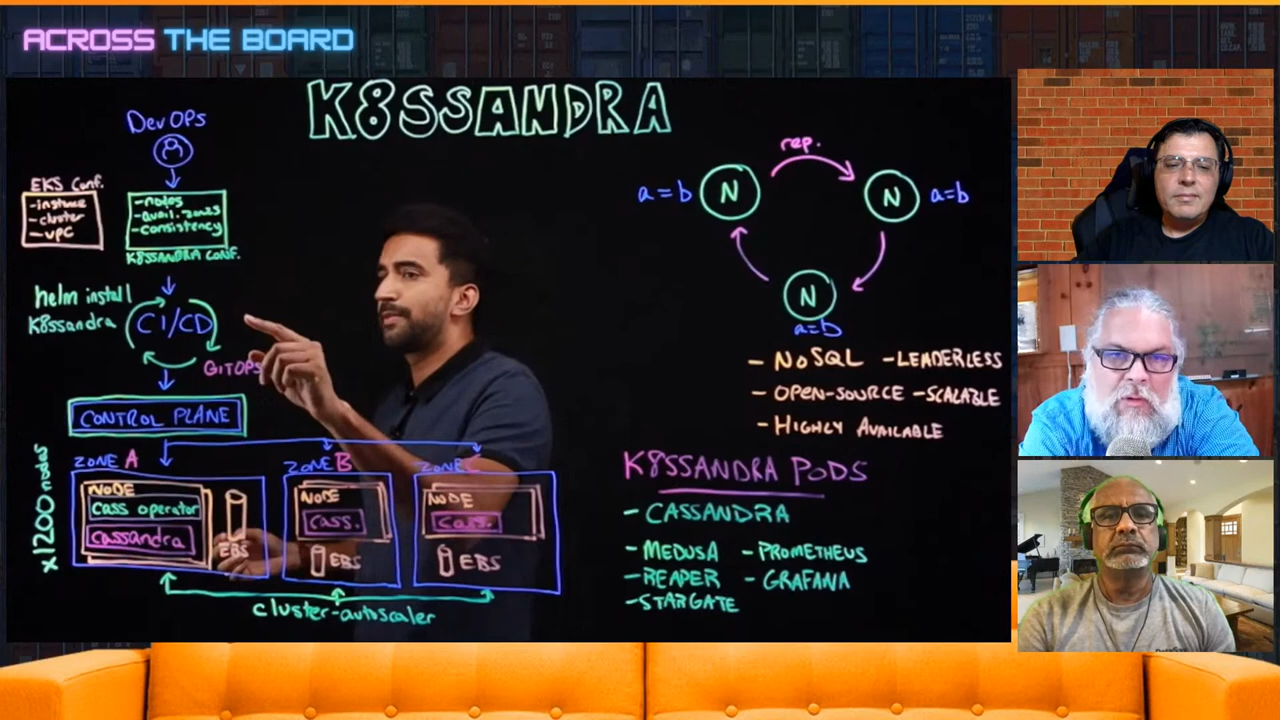 ACROSS THE BOARD
K8SSANDRA
DevOPs
EKS Conf.
-instance
-cluster
-VPC
-nodes
-avail. zones
-consistency
K8SSANDRA CONF.
helm install
K8ssandra
CI/CD
GITOPS
CONTROL PLANE
x1200 nodes
ZONE A
NODE
Cass operator
cassandra
EBS
ZONE B
NODE
Cass.
EBS
ZONE
NODE
Cass.
EBS
cluster-autoscaler
rep.
a=b
N
N
a=b
N
a=b
- NOSQL -LEADERLESS
- OPEN-SOURCE -SCALABLE
- HIGHLY AVAILABLE
K8SSANDRA PODS
- CASSANDRA
- MEDUSA - PROMETHEUS
- REAPER - GRAFANA
- STARGATE